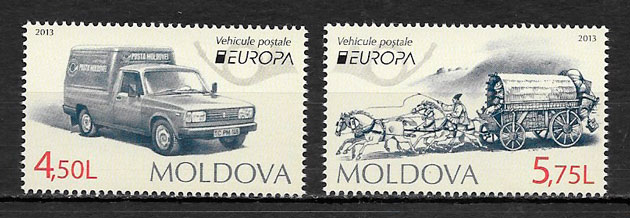 2013
Vehicule poștale
EUROPA
POȘTA MOLDOVEI
4,50L
MOLDOVA
Vehicule poștale
2013
EUROPA
MOLDOVA
5,75L